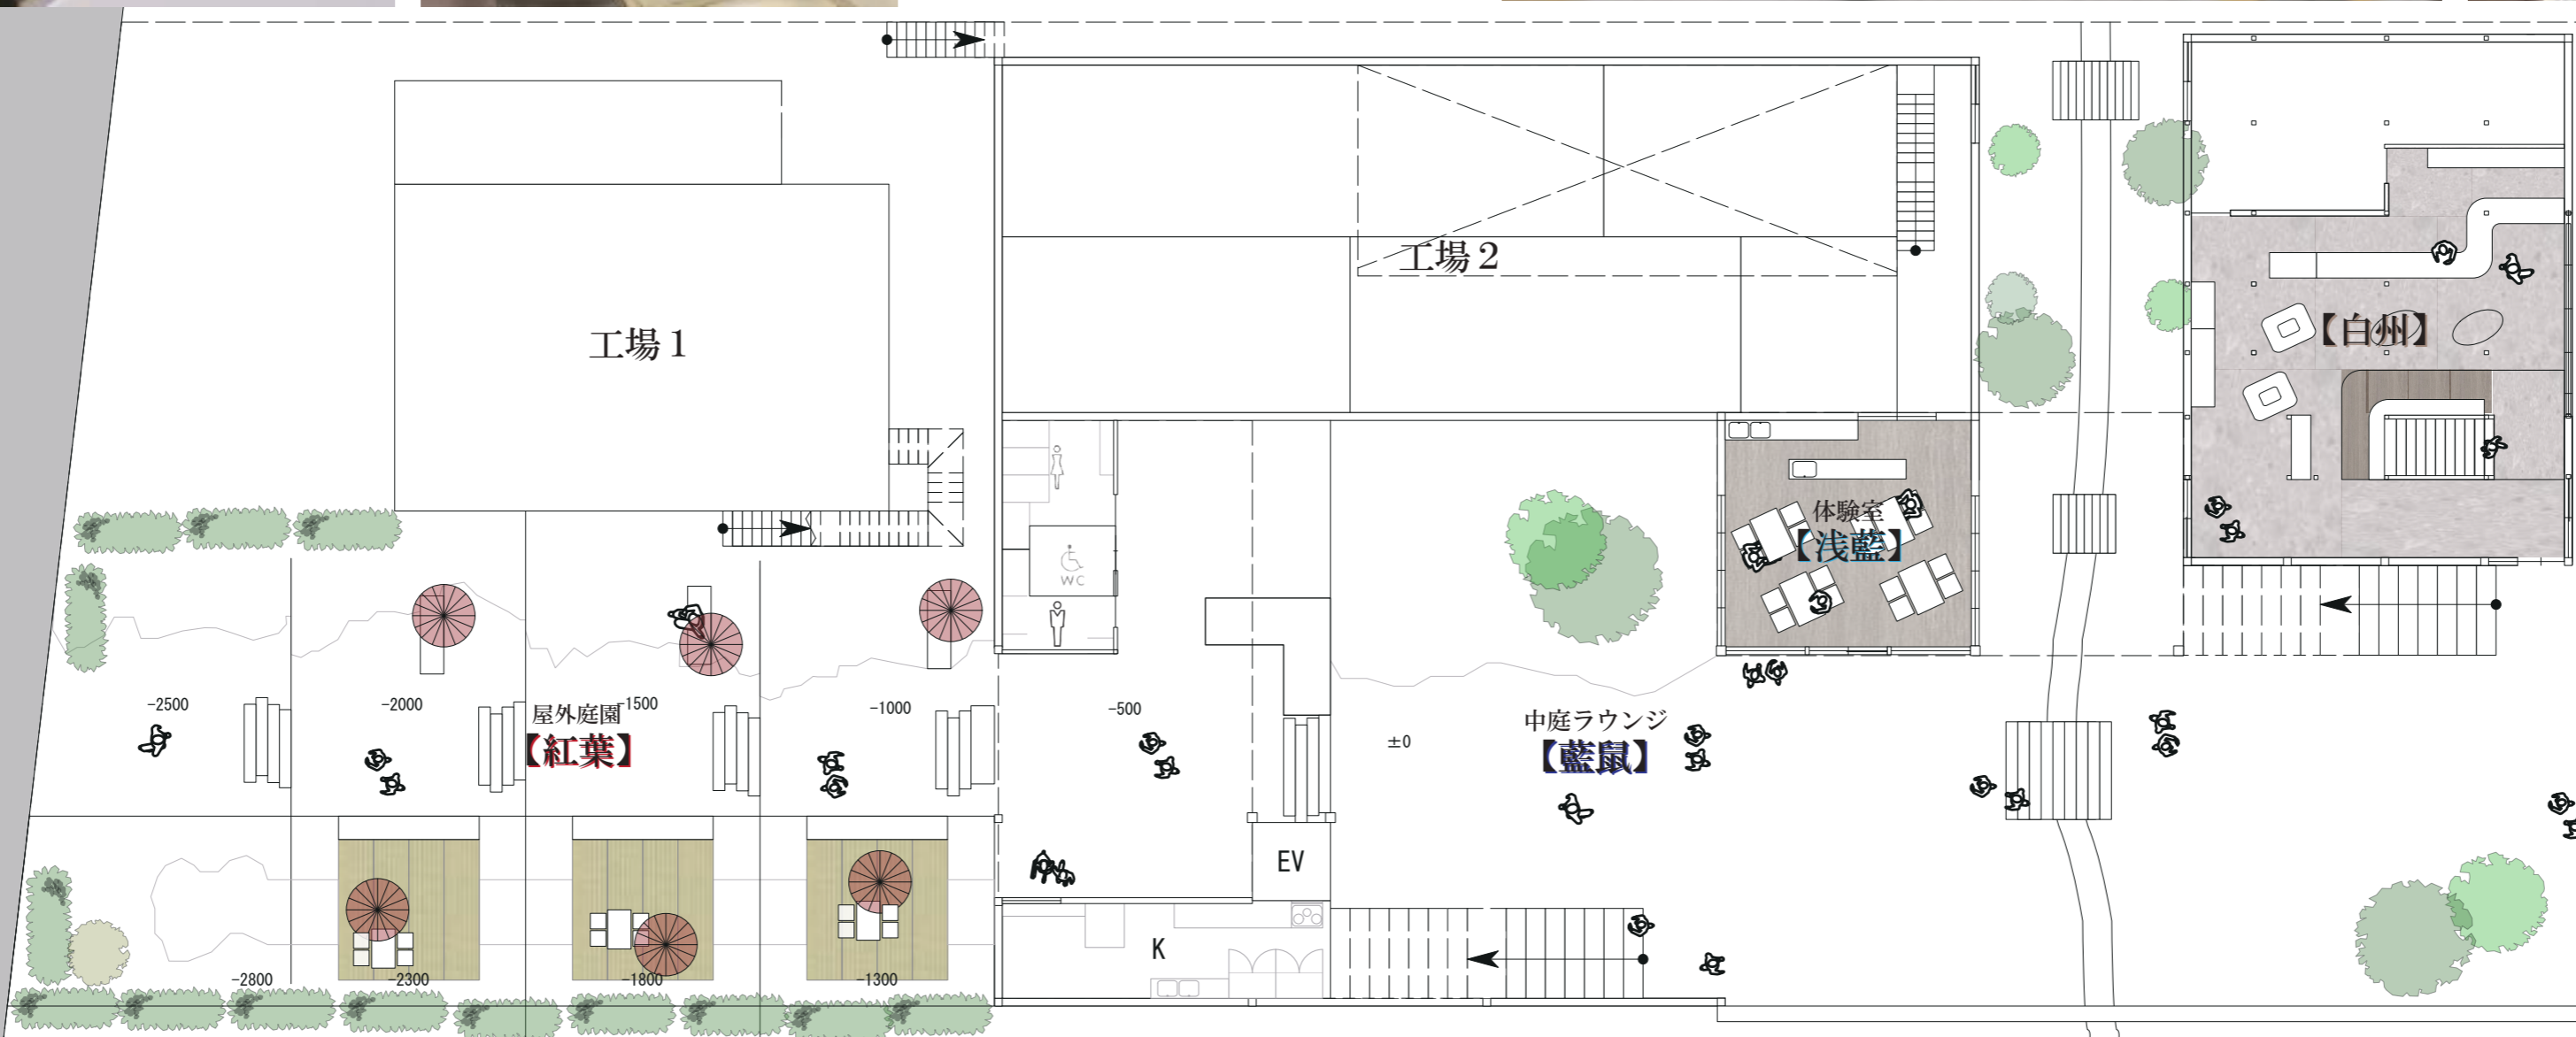 工場２
工場１
【白州】
体験室
【浅藍】
WC
-2500
-2000
-1500
-1000
-500
屋外庭園
【紅葉】
±0
中庭ラウンジ
【藍鼠】
EV
K
-2800
-2300
-1800
-1300